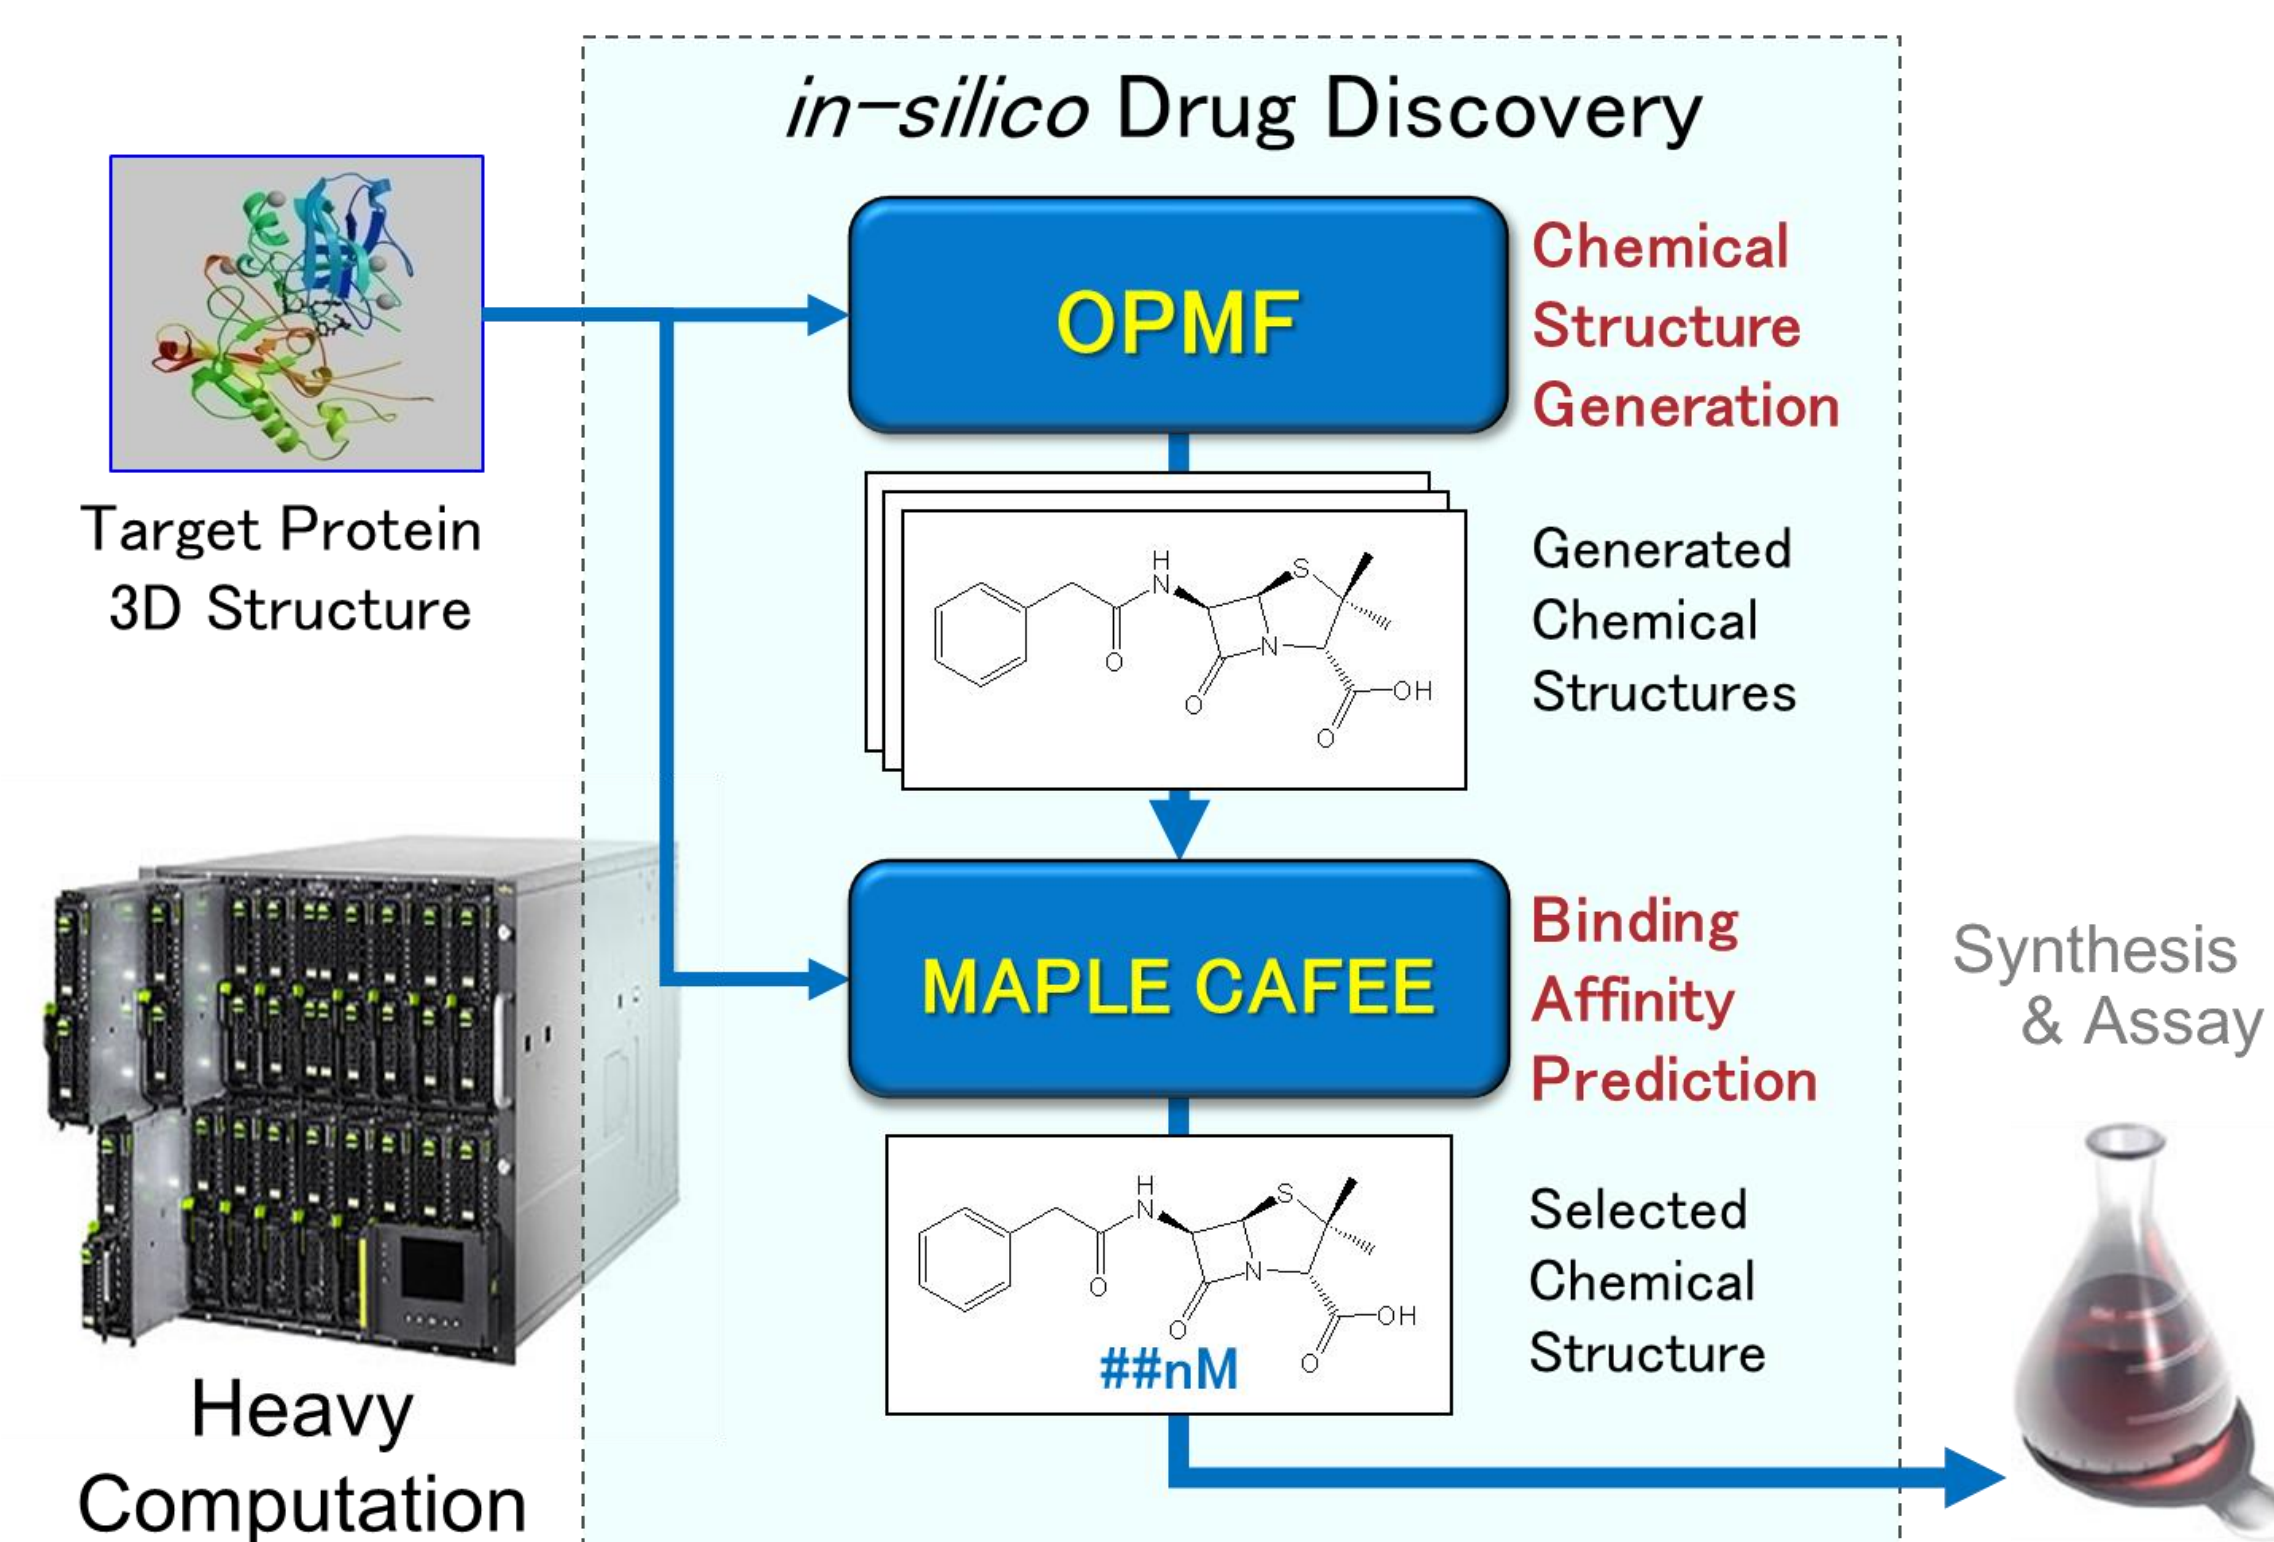 in-silico Drug Discovery
Target Protein
3D Structure
OPMF
Chemical
Structure
Generation
H
N
S
O
N
O
OH
O
Generated
Chemical
Structures
Heavy
Computation
MAPLE CAFEE
Binding
Affinity
Prediction
H
N
S
O
N
O
OH
O
##nM
Selected
Chemical
Structure
Synthesis
& Assay